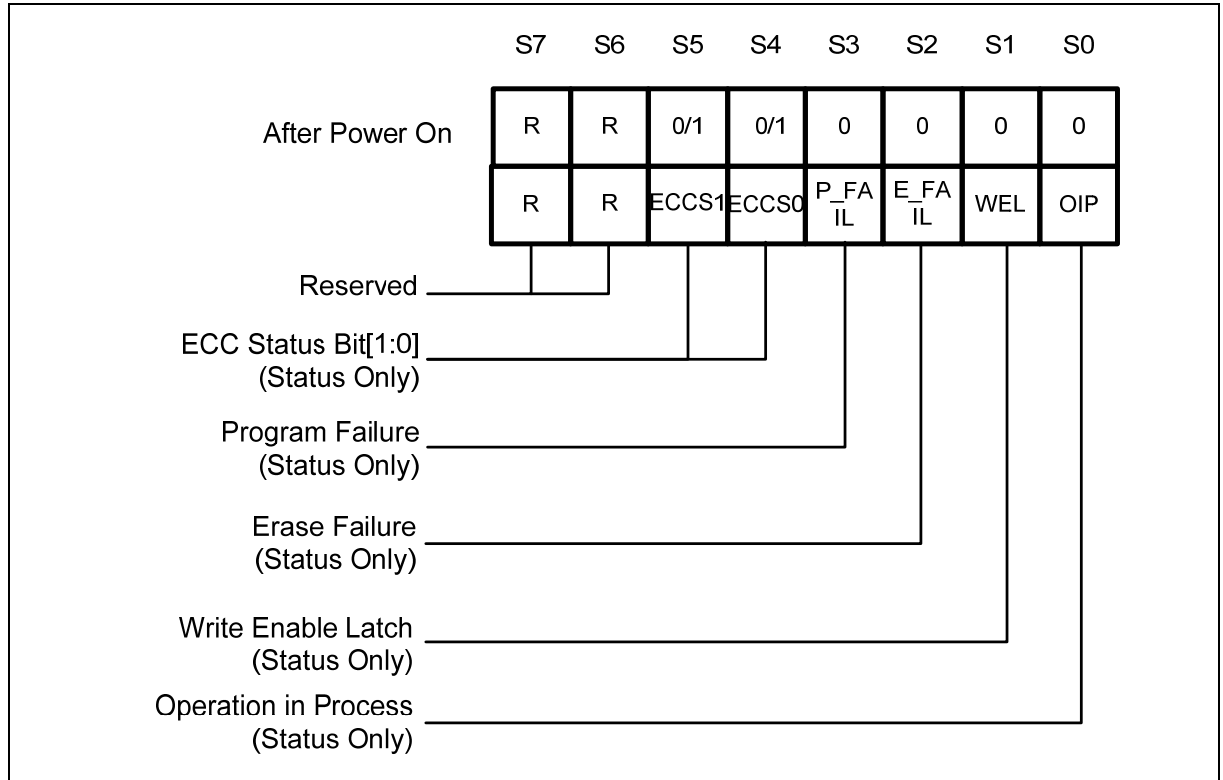 S7 S6 S5 S4 S3 S2 S1 S0
After Power On R R 0/1 0/1 0 0 0 0
R R ECCS1 ECCS0 P_FA
IL E_FA
IL WEL OIP
Reserved
ECC Status Bit[1:0]
(Status Only)
Program Failure
(Status Only)
Erase Failure
(Status Only)
Write Enable Latch
(Status Only)
Operation in Process
(Status Only)